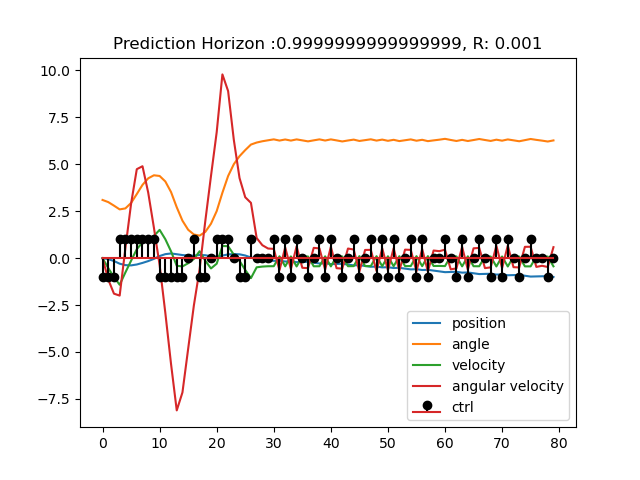 Prediction Horizon :0.9999999999999999, R: 0.001
10.0
7.5
5.0
2.5
0.0
−2.5
−5.0
−7.5
position
angle
velocity
angular velocity
ctrl
0 10 20 30 40 50 60 70 80